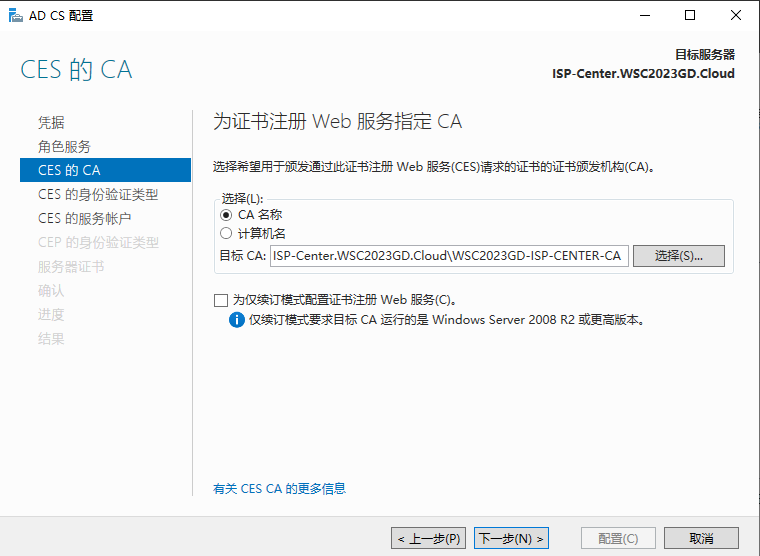 AD CS 配置
CES 的 CA
目标服务器
ISP-Center.WSC2023GD.Cloud
凭据
角色服务
CES 的 CA
CES 的身份验证类型
CES 的服务帐户
CEP 的身份验证类型
服务器证书
确认
进度
结果
为证书注册 Web 服务指定 CA
选择希望用于颁发通过此证书注册 Web 服务(CES)请求的证书的证书颁发机构(CA)。
选择(L):
CA 名称
计算机名
目标 CA: ISP-Center.WSC2023GD.Cloud\WSC2023GD-ISP-CENTER-CA 选择(S)...
为仅续订模式配置证书注册 Web 服务(C)。
仅续订模式要求目标 CA 运行的是 Windows Server 2008 R2 或更高版本。
有关 CES CA 的更多信息
< 上一步(P) 下一步(N) > 配置(C) 取消